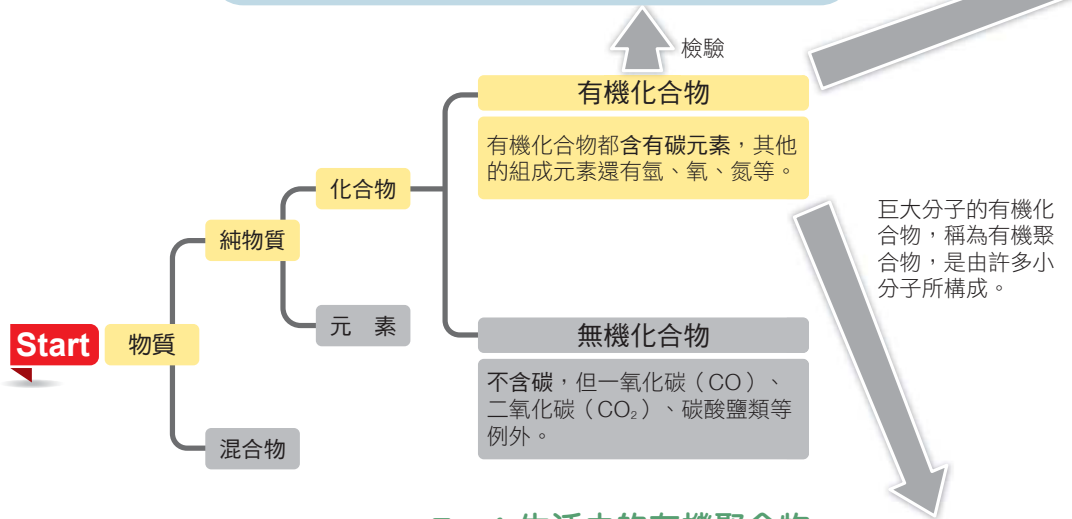 檢驗
有機化合物
有機化合物都含有碳元素，其他
的組成元素還有氫、氧、氮等。
化合物
純物質
巨大分子的有機化
合物，稱為有機聚
合物，是由許多小
分子所構成。
元 素
Start 物質
無機化合物
不含碳，但一氧化碳（CO）、
二氧化碳（CO₂）、碳酸鹽類等
例外。
混合物